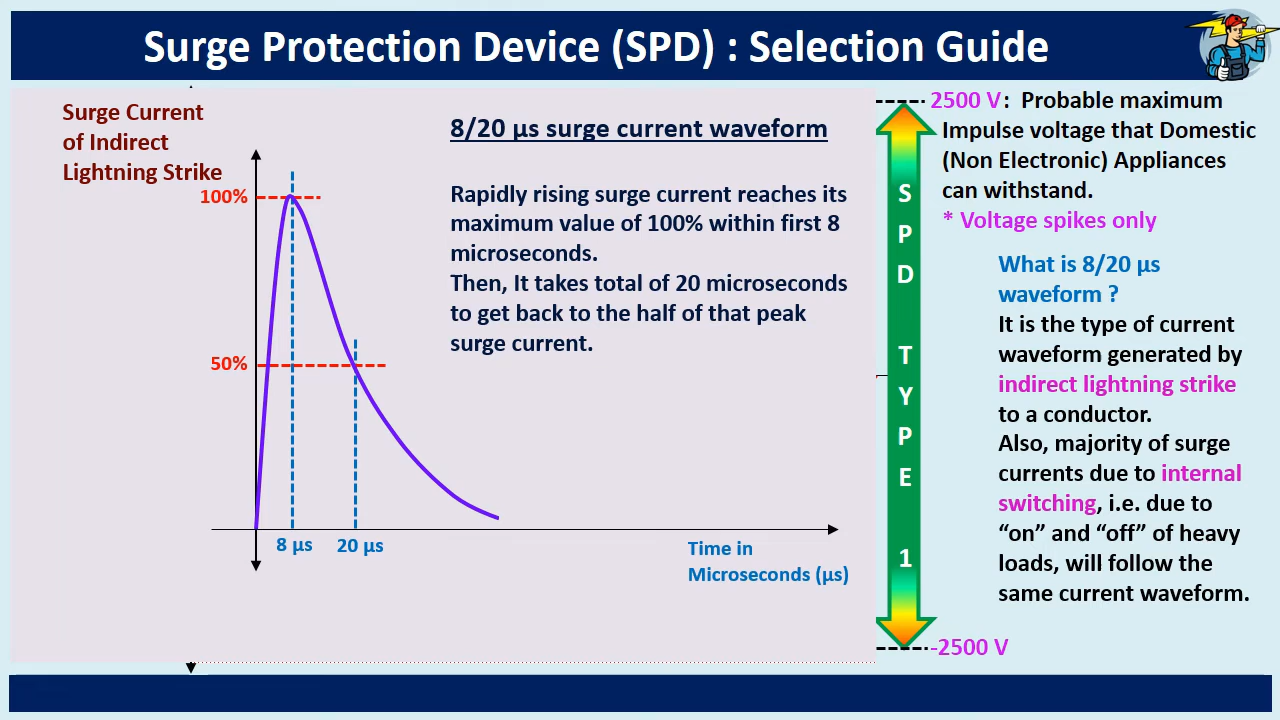 Surge Protection Device (SPD) : Selection Guide
Surge Current
of Indirect
Lightning Strike
100%
50%
8 µs
20 µs
Time in
Microseconds (µs)
8/20 µs surge current waveform
Rapidly rising surge current reaches its
maximum value of 100% within first 8
microseconds.
Then, It takes total of 20 microseconds
to get back to the half of that peak
surge current.
SPD TYPE 1
2500 V : Probable maximum
Impulse voltage that Domestic
(Non Electronic) Appliances
can withstand.
* Voltage spikes only
What is 8/20 µs
waveform ?
It is the type of current
waveform generated by
indirect lightning strike
to a conductor.
Also, majority of surge
currents due to internal
switching, i.e. due to
“on” and “off” of heavy
loads, will follow the
same current waveform.
-2500 V